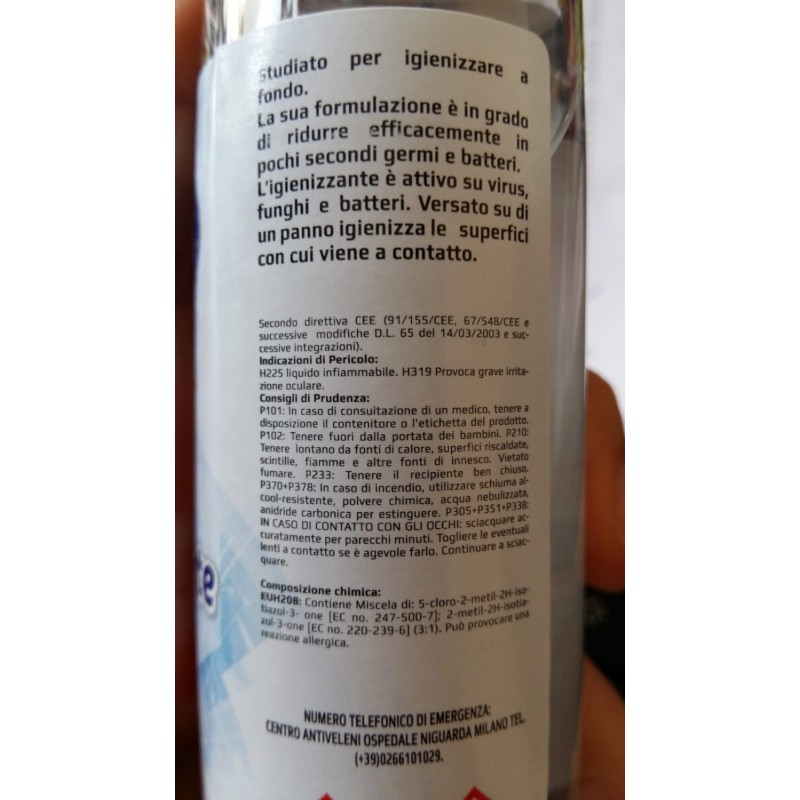 Studiato per igienizzare a
fondo.
La sua formulazione è in grado
di ridurre efficacemente in
pochi secondi germi e batteri.
L'igienizzante è attivo su virus,
funghi e batteri. Versato su di
un panno igienizza le superfici
con cui viene a contatto.
Secondo direttiva CEE (91/155/CEE, 67/548/CEE e
successive modifiche D.L. 65 del 14/03/2003 e suc-
cessive integrazioni).
Indicazioni di Pericolo:
H225 liquido infiammabile. H319 Provoca grave irrita-
zione oculare.
Consigli di Prudenza:
P101: In caso di consultazione di un medico, tenere a
disposizione il contenitore o l'etichetta del prodotto.
P102: Tenere fuori dalla portata dei bambini. P210:
Tenere lontano da fonti di calore, superfici riscaldate,
scintille, fiamme e altre fonti di innesco. Vietato
fumare. P233: Tenere il recipiente ben chiuso.
P370+P378: In caso di incendio, utilizzare schiuma al-
cool-resistente, polvere chimica, acqua nebulizzata,
anidride carbonica per estinguere. P305+P351+P338:
IN CASO DI CONTATTO CON GLI OCCHI: sciacquare ac-
curatamente per parecchi minuti. Togliere le eventuali
lenti a contatto se è agevole farlo. Continuare a sciac-
quare.
Composizione chimica:
EUH208: Contiene Miscela di: 5-cloro-2-metil-2H-iso-
tiazol-3- one [EC no. 247-500-7]; 2-metil-2H-isotia-
zol-3-one [EC no. 220-239-6] (3:1). Può provocare una
reazione allergica.
NUMERO TELEFONICO DI EMERGENZA:
CENTRO ANTIVELENI OSPEDALE NIGUARDA MILANO TEL.
(+39)0266101029.